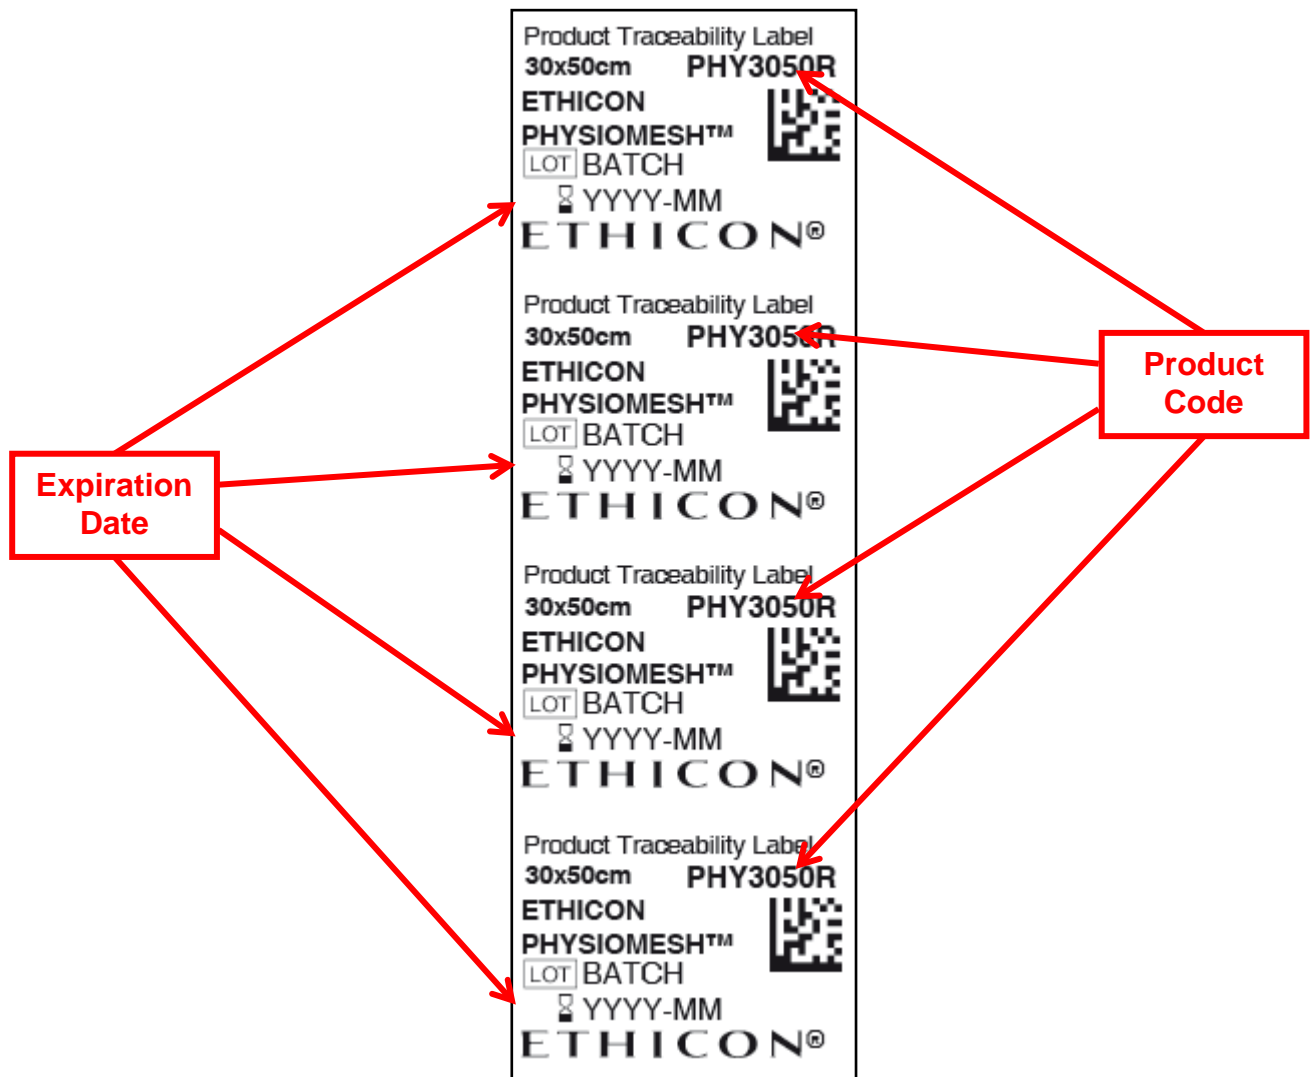 Product Traceability Label
30x50cm PHY3050R
ETHICON
PHYSIOMESH™
LOT BATCH
YYYY-MM
ETHICON®
Product Traceability Label
30x50cm PHY3050R
ETHICON
PHYSIOMESH™
LOT BATCH
YYYY-MM
ETHICON®
Product Traceability Label
30x50cm PHY3050R
ETHICON
PHYSIOMESH™
LOT BATCH
YYYY-MM
ETHICON®
Product Traceability Label
30x50cm PHY3050R
ETHICON
PHYSIOMESH™
LOT BATCH
YYYY-MM
ETHICON®
Expiration
Date
Product
Code